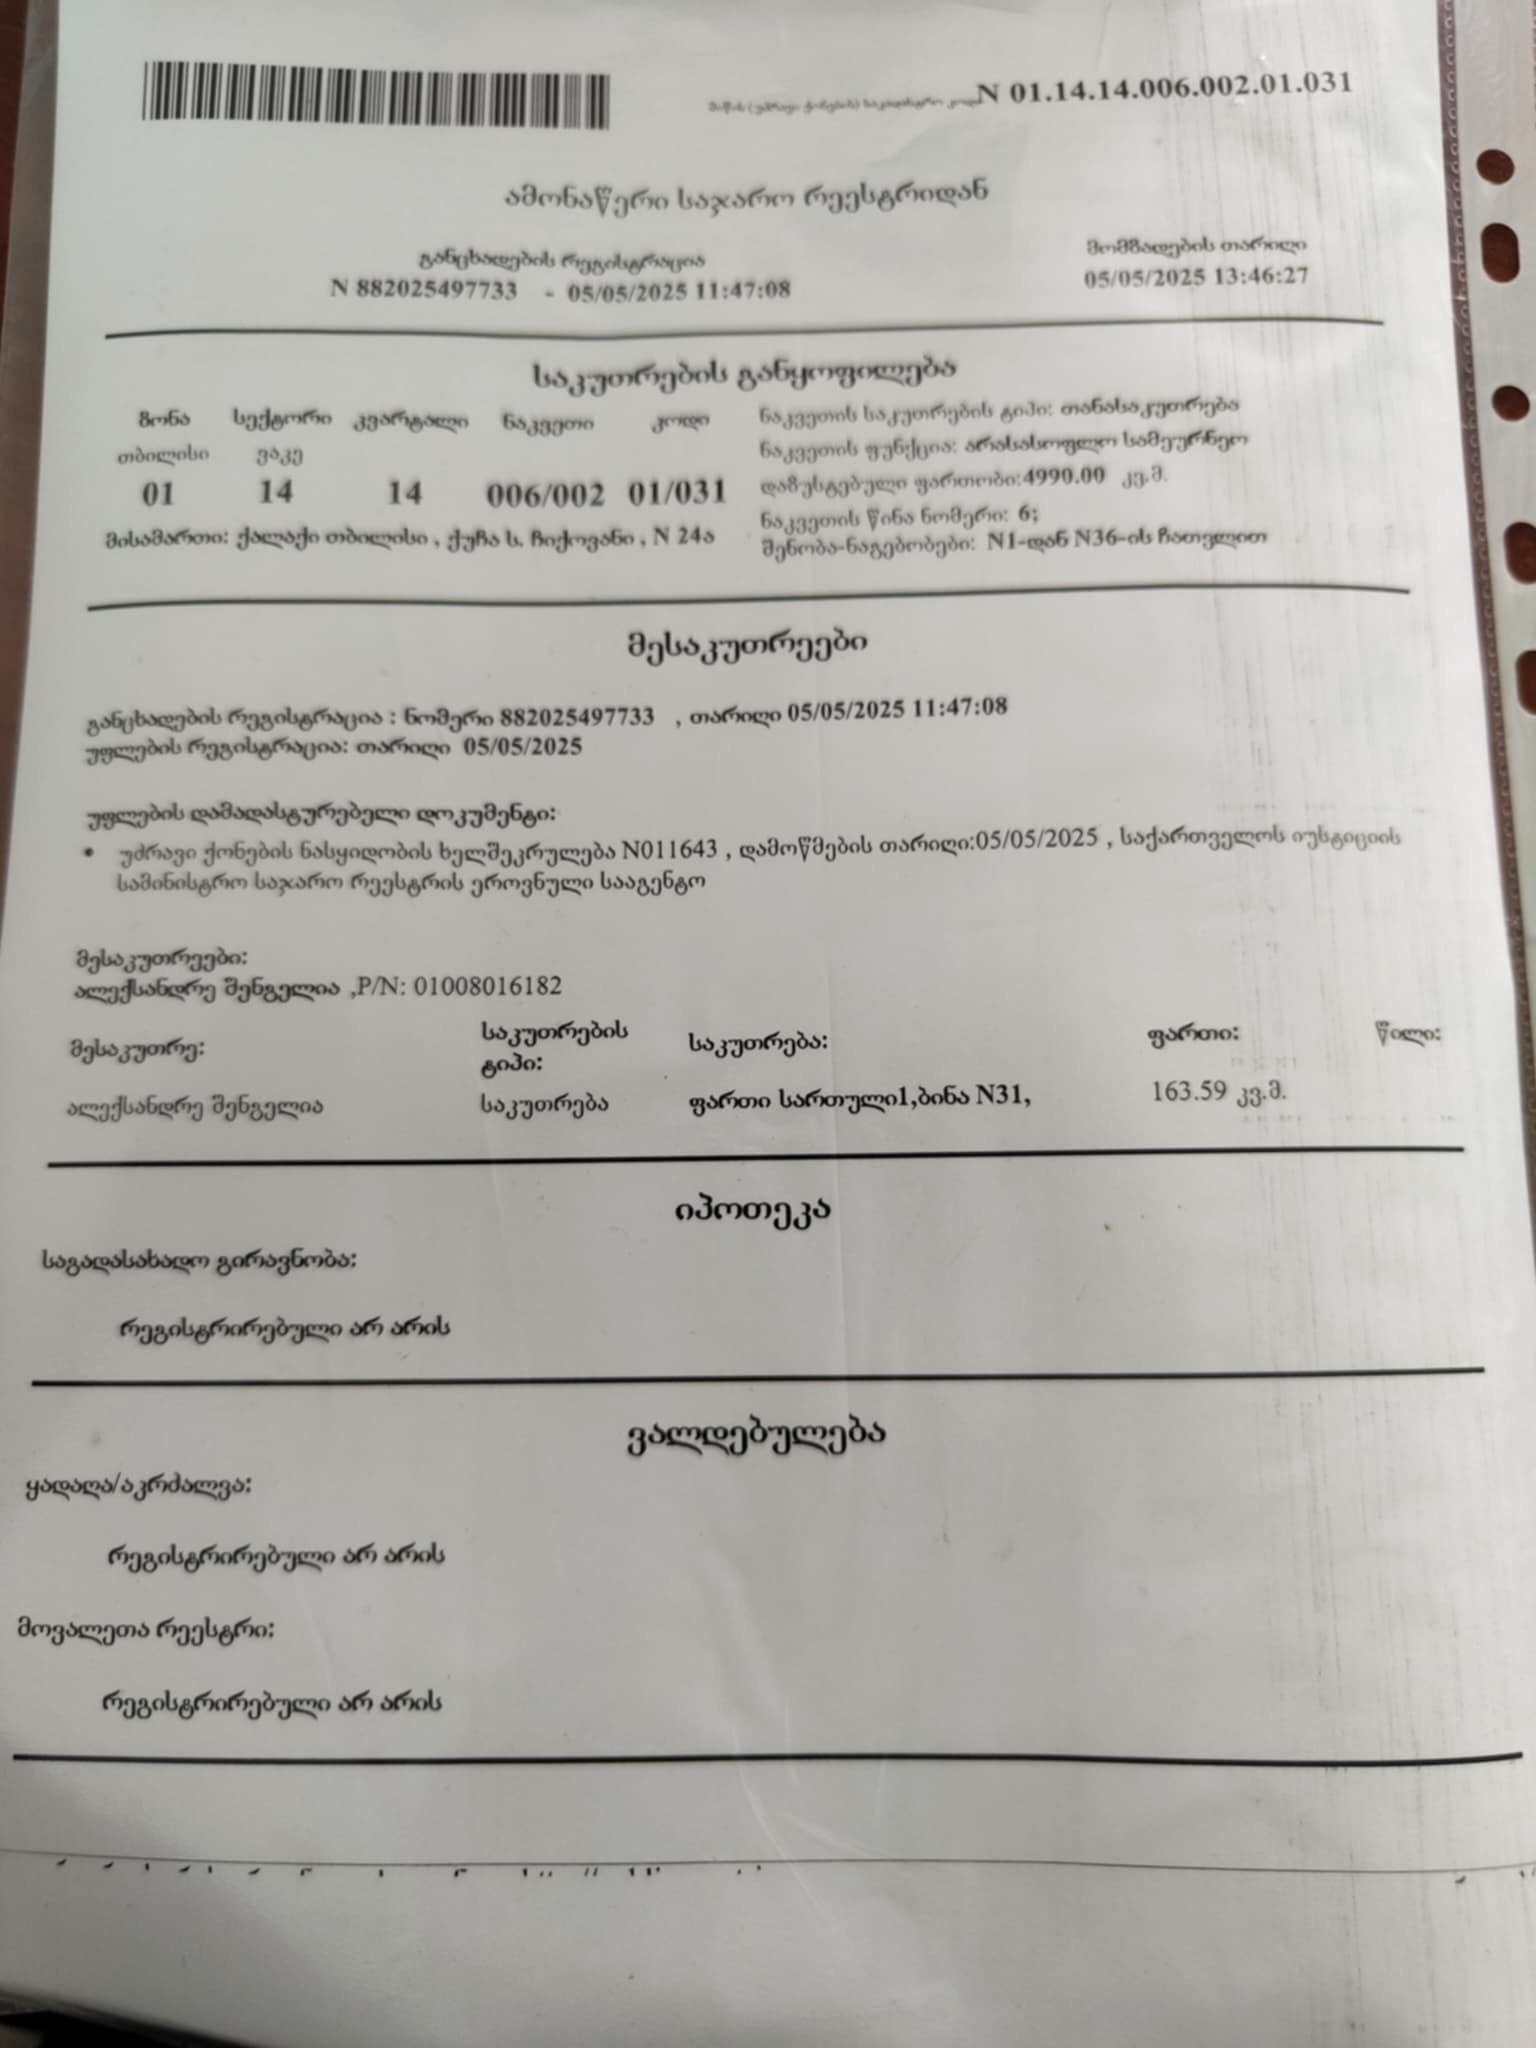 მიწის (უძრავი ქონების) საკადასტრო კოდი N 01.14.14.006.002.01.031
ამონაწერი საჯარო რეესტრიდან
განცხადების რეგისტრაცია
N 882025497733 - 05/05/2025 11:47:08
მომზადების თარიღი
05/05/2025 13:46:27
საკუთრების განყოფილება
ზონა სექტორი კვარტალი ნაკვეთი კოდი
თბილისი ვაკე
01 14 14 006/002 01/031
მისამართი: ქალაქი თბილისი , ქუჩა ს. ჩიქოვანი , N 24ა
ნაკვეთის საკუთრების ტიპი: თანასაკუთრება
ნაკვეთის ფუნქცია: არასასოფლო სამეურნეო
დაზუსტებული ფართობი:4990.00 კვ.მ.
ნაკვეთის წინა ნომერი: 6;
შენობა-ნაგებობები: N1-დან N36-ის ჩათვლით
მესაკუთრეები
განცხადების რეგისტრაცია : ნომერი 882025497733 , თარიღი 05/05/2025 11:47:08
უფლების რეგისტრაცია: თარიღი 05/05/2025
უფლების დამადასტურებელი დოკუმენტი:
• უძრავი ქონების ნასყიდობის ხელშეკრულება N011643 , დამოწმების თარიღი:05/05/2025 , საქართველოს იუსტიციის
სამინისტრო საჯარო რეესტრის ეროვნული სააგენტო
მესაკუთრეები:
ალექსანდრე შენგელია ,P/N: 01008016182
მესაკუთრე: საკუთრების ტიპი: საკუთრება: ფართი: წილი:
ალექსანდრე შენგელია საკუთრება ფართი სართული1,ბინა N31, 163.59 კვ.მ.
იპოთეკა
საგადასახადო გირავნობა:
რეგისტრირებული არ არის
ვალდებულება
ყადაღა/აკრძალვა:
რეგისტრირებული არ არის
მოვალეთა რეესტრი:
რეგისტრირებული არ არის